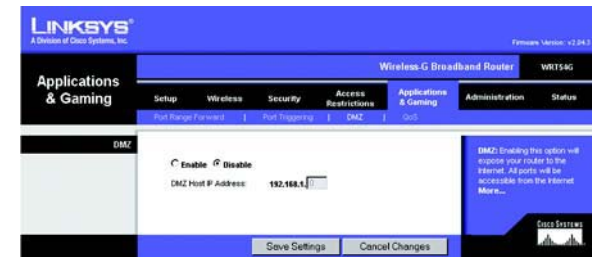 LINKSYS®
A Division of Cisco Systems, Inc.
Firmware Version: v2.04.3
Wireless-G Broadband Router WRT54G
Applications & Gaming
Setup Wireless Security Access Restrictions Applications & Gaming Administration Status
Port Range Forward | Port Triggering | DMZ | QoS
DMZ
Enable Disable
DMZ Host IP Address: 192.168.1.0
DMZ: Enabling this option will
expose your router to the
Internet. All ports will be
accessible from the Internet
More...
Save Settings Cancel Changes
CISCO SYSTEMS